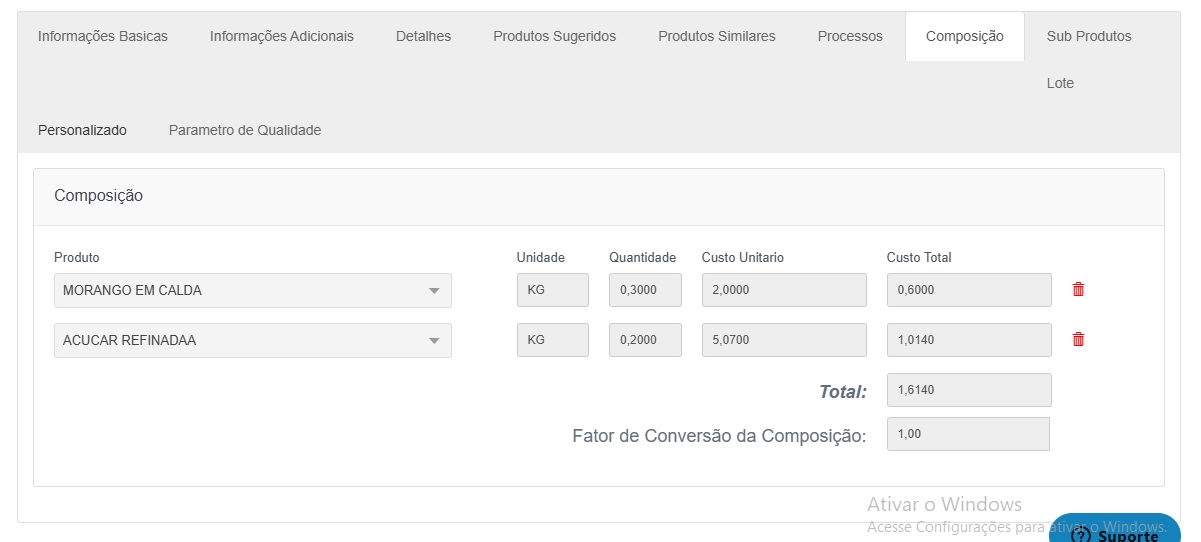 Informações Basicas Informações Adicionais Detalhes Produtos Sugeridos Produtos Similares Processos Composição Sub Produtos
Lote
Personalizado Parametro de Qualidade
Composição
Produto Unidade Quantidade Custo Unitario Custo Total
MORANGO EM CALDA KG 0,3000 2,0000 0,6000
ACUCAR REFINADAA KG 0,2000 5,0700 1,0140
Total: 1,6140
Fator de Conversão da Composição: 1,00
Ativar o Windows
Acesse Configurações para ativar o Windows.
Suporte